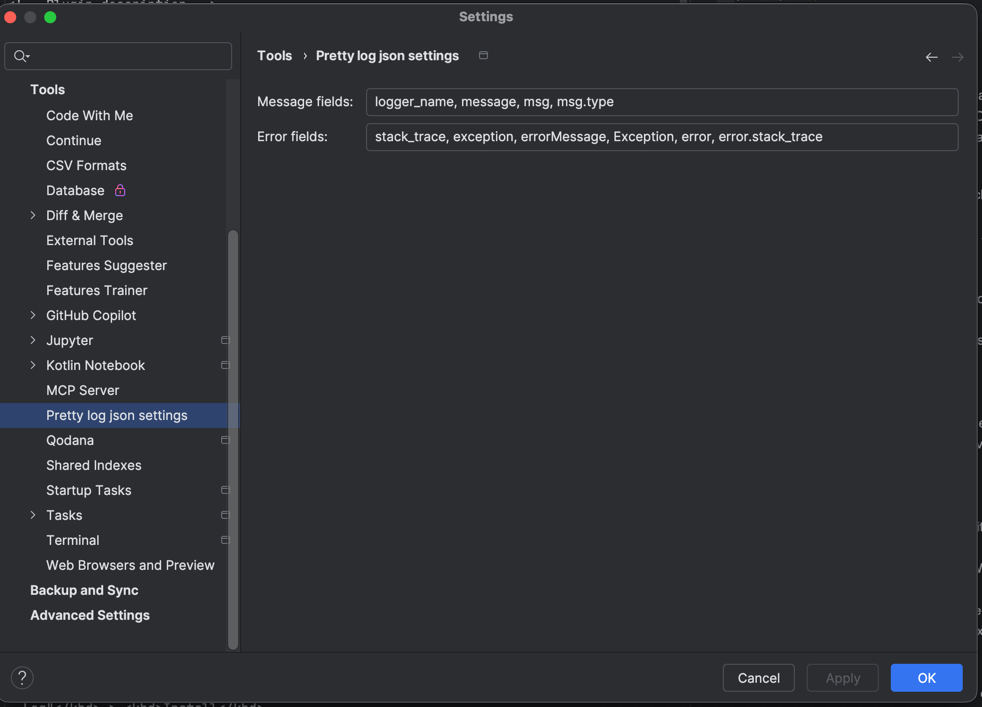 Settings
Tools › Pretty log json settings
Message fields: logger_name, message, msg, msg.type
Error fields: stack_trace, exception, errorMessage, Exception, error, error.stack_trace
Tools
Code With Me
Continue
CSV Formats
Database
Diff & Merge
External Tools
Features Suggester
Features Trainer
GitHub Copilot
Jupyter
Kotlin Notebook
MCP Server
Pretty log json settings
Qodana
Shared Indexes
Startup Tasks
Tasks
Terminal
Web Browsers and Preview
Backup and Sync
Advanced Settings
?
Cancel
Apply
OK